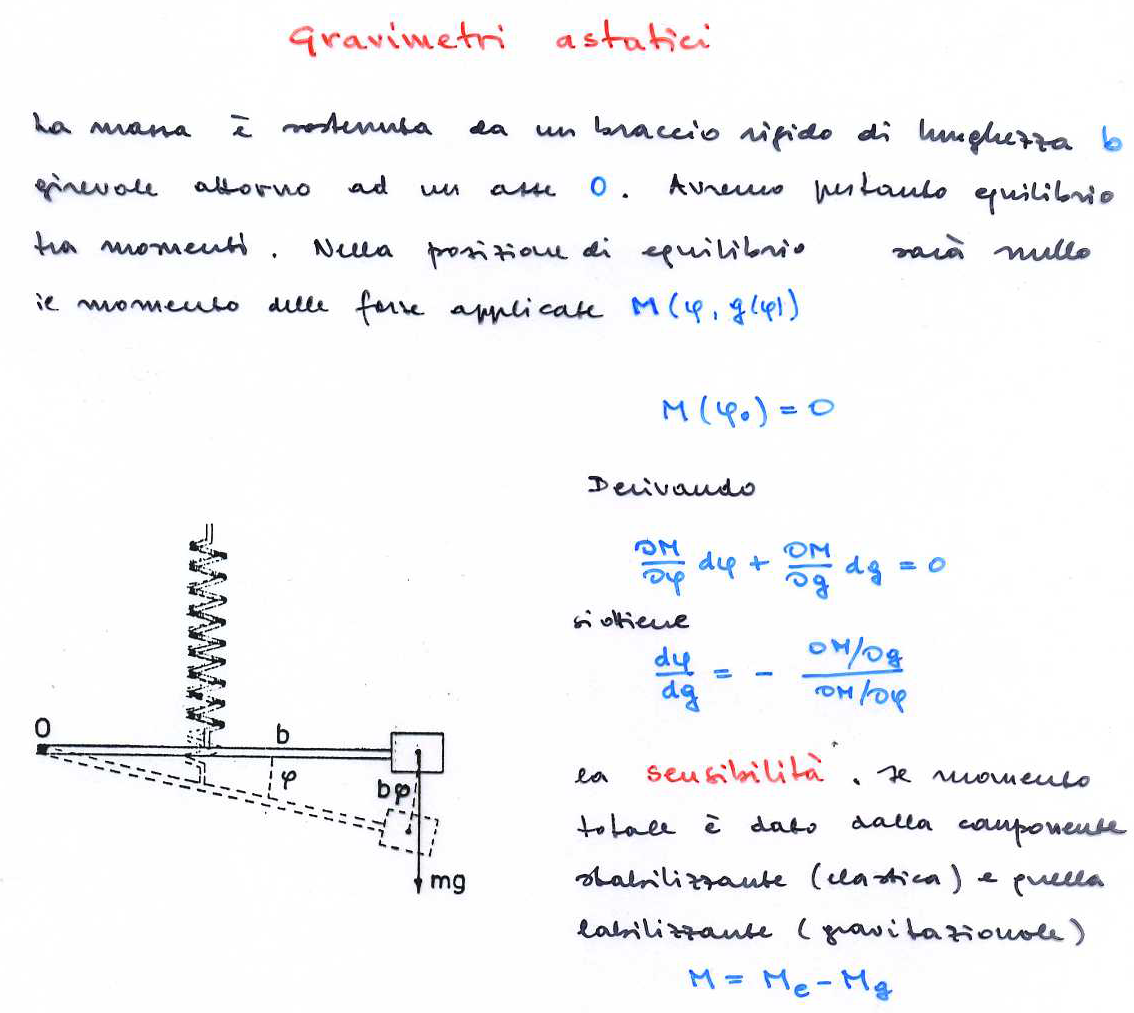 Gravimetri astatici
La massa è sostenuta da un braccio rigido di lunghezza b
girevole attorno ad un asse O. Avremo pertanto equilibrio
tra momenti. Nella posizione di equilibrio sarà nullo
il momento delle forze applicate M(φ, g(φ))
M(φ₀) = 0
Derivando
∂M/∂φ dφ + ∂M/∂g dg = 0
si ottiene
dφ/dg = - (∂M/∂g)/(∂M/∂φ)
la sensibilità. Il momento
totale è dato dalla componente
stabilizzante (elastica) e quella
labilizzante (gravitazionale)
M = Me - Mg
O
b
φ
bφ
mg